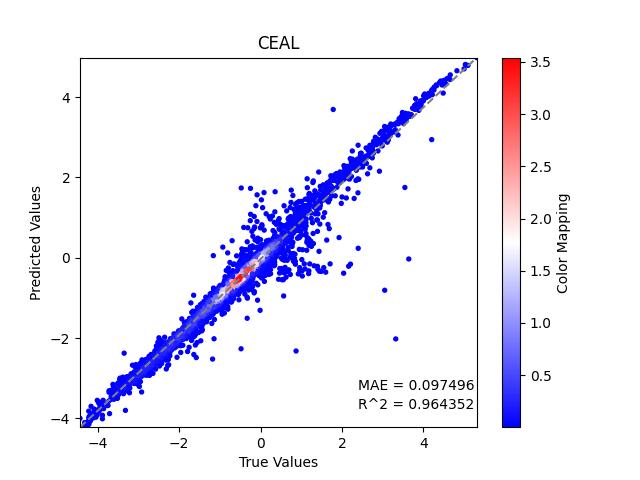 CEAL
4
2
0
−2
−4
Predicted Values
−4
−2
0
2
4
True Values
MAE = 0.097496
R^2 = 0.964352
3.5
3.0
2.5
2.0
1.5
1.0
0.5
Color Mapping